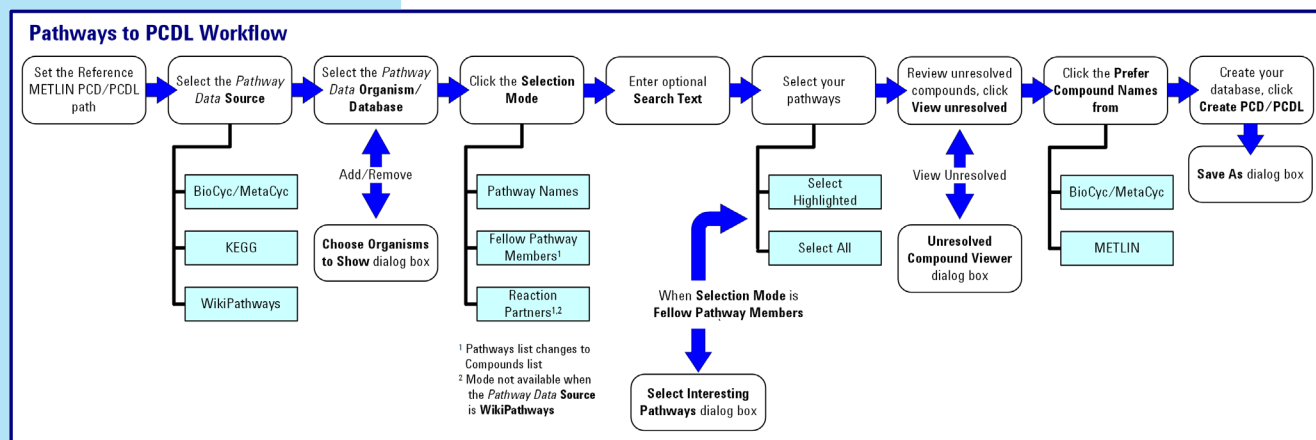 Pathways to PCDL Workflow
Set the Reference
METLIN PCD/PCDL
path
Select the Pathway
Data Source
Select the Pathway
Data Organism/
Database
Click the Selection
Mode
Enter optional
Search Text
Select your
pathways
Review unresolved
compounds, click
View unresolved
Click the Prefer
Compound Names
from
Create your
database, click
Create PCD/PCDL
BioCyc/MetaCyc
KEGG
WikiPathways
Add/Remove
Choose Organisms
to Show dialog box
Pathway Names
Fellow Pathway
Members¹
Reaction
Partners¹,²
¹ Pathways list changes to
Compounds list
² Mode not available when
the Pathway Data Source
is WikiPathways
Select
Highlighted
Select All
When Selection Mode is
Fellow Pathway Members
Select Interesting
Pathways dialog box
View Unresolved
Unresolved
Compound Viewer
dialog box
BioCyc/MetaCyc
METLIN
Save As dialog box